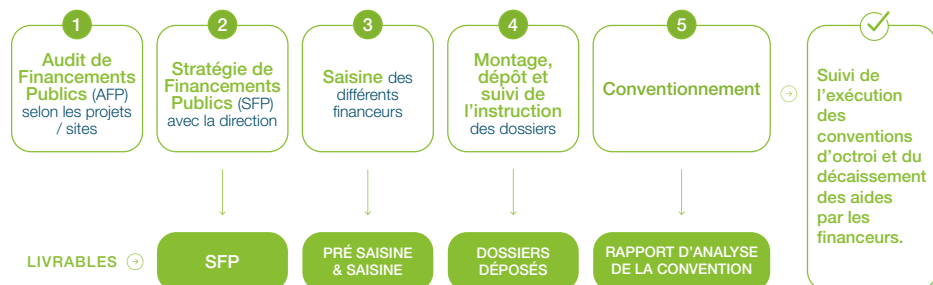 1
Audit de
Financements
Publics (AFP)
selon les projets
/ sites
2
Stratégie de
Financements
Publics (SFP)
avec la direction
3
Saisine des
différents
financeurs
4
Montage,
dépôt et
suivi de
l'instruction
des dossiers
5
Conventionnement
Suivi de
l'exécution
des
conventions
d'octroi et du
décaissement
des aides
par les
financeurs.
LIVRABLES
SFP
PRÉ SAISINE
& SAISINE
DOSSIERS
DÉPOSÉS
RAPPORT D'ANALYSE
DE LA CONVENTION